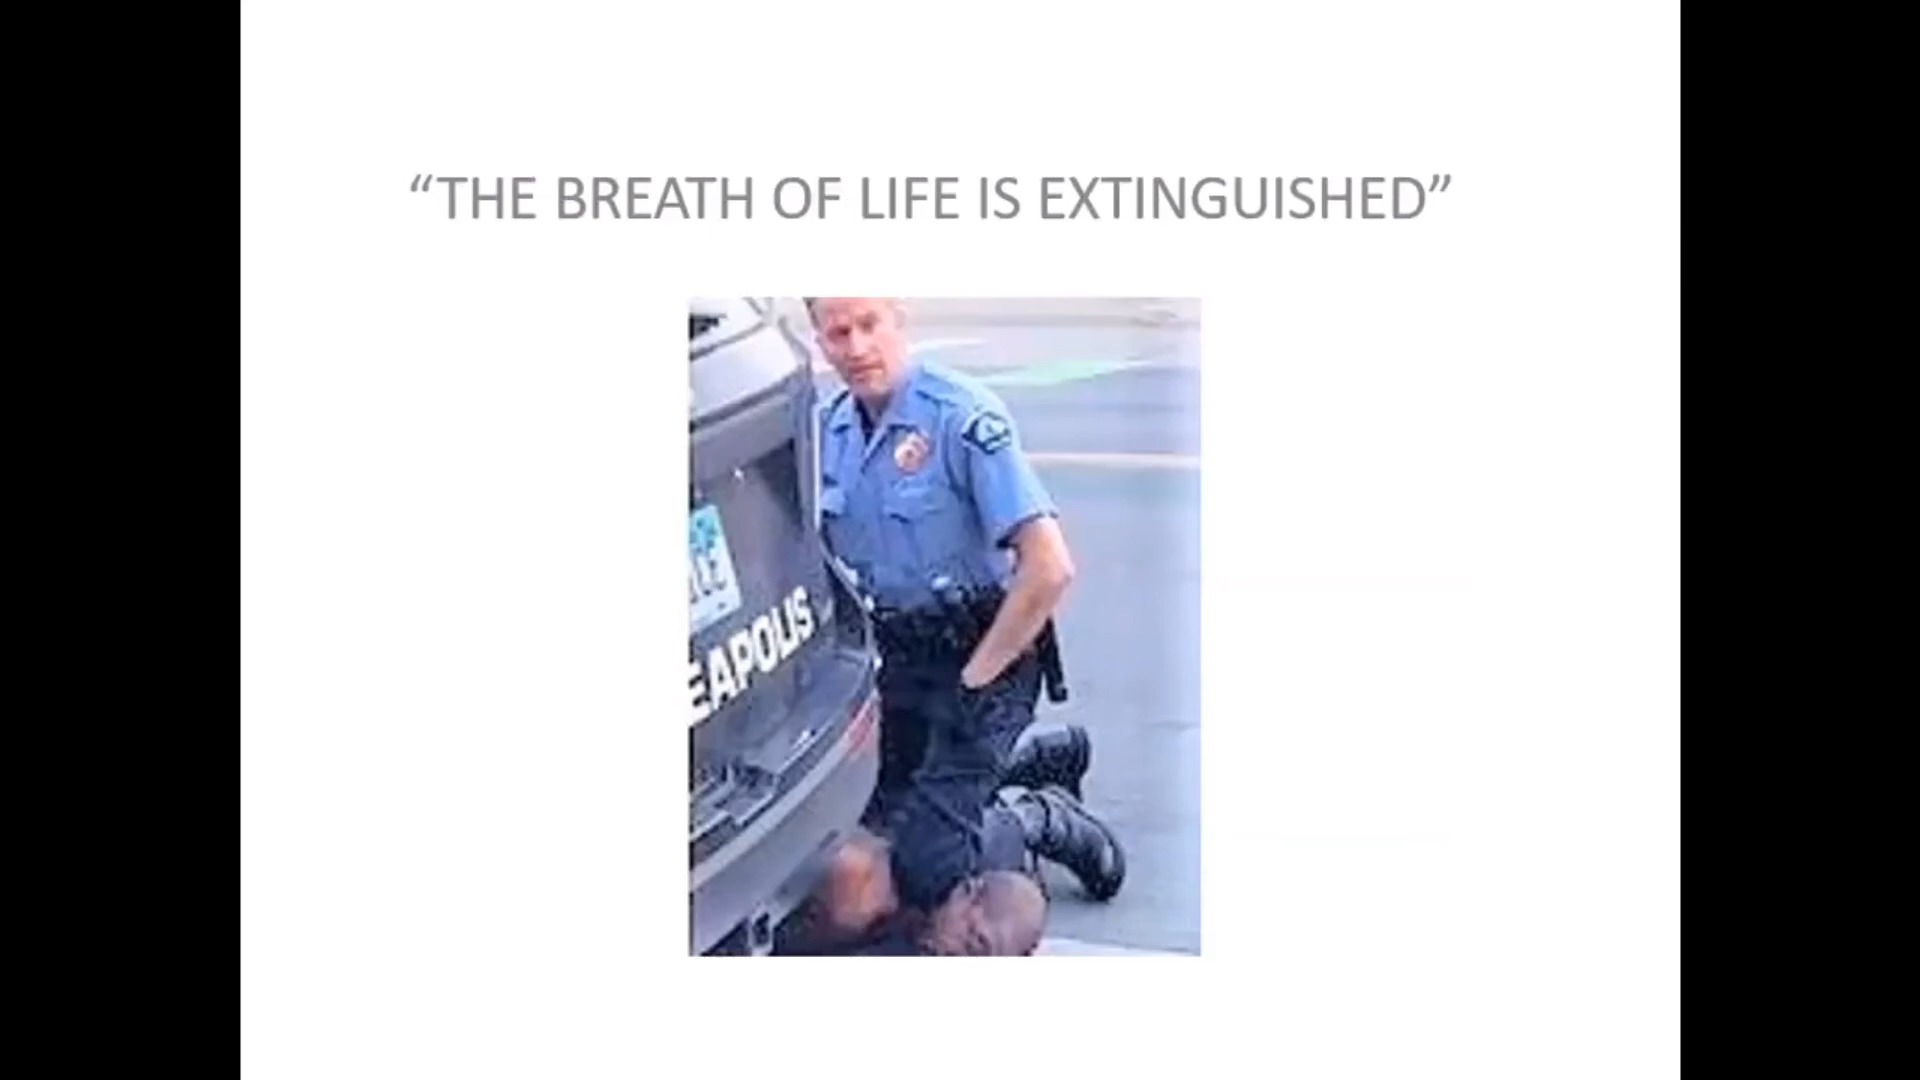 “THE BREATH OF LIFE IS EXTINGUISHED”
EAPOLIS